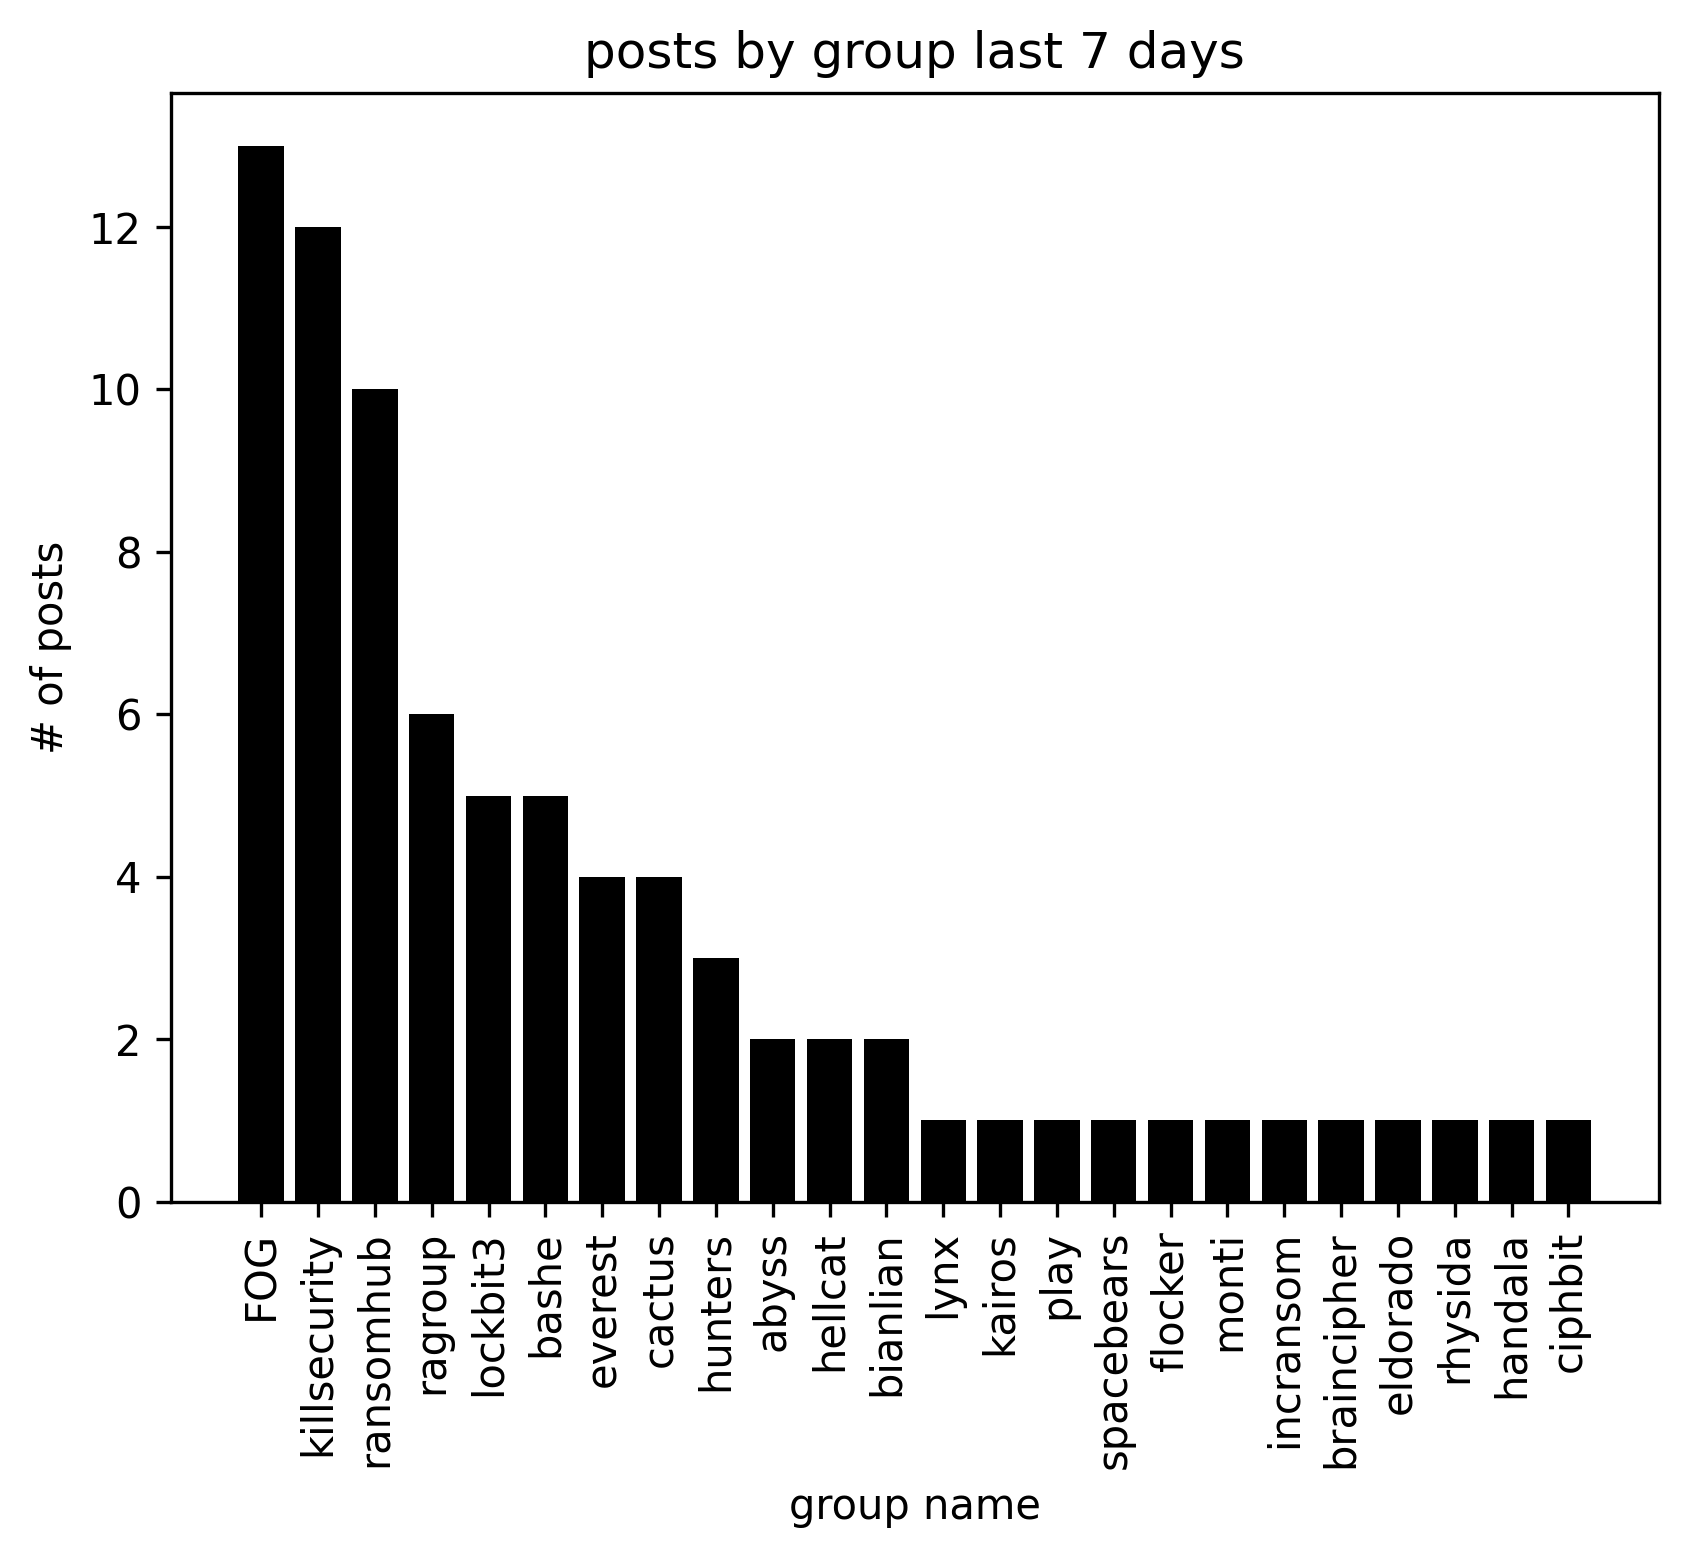 posts by group last 7 days
12
10
8
6
4
2
0
# of posts
FOG
killsecurity
ransomhub
ragroup
lockbit3
bashe
everest
cactus
hunters
abyss
hellcat
bianlian
lynx
kairos
play
spacebears
flocker
monti
incransom
braincipher
eldorado
rhysida
handala
ciphbit
group name